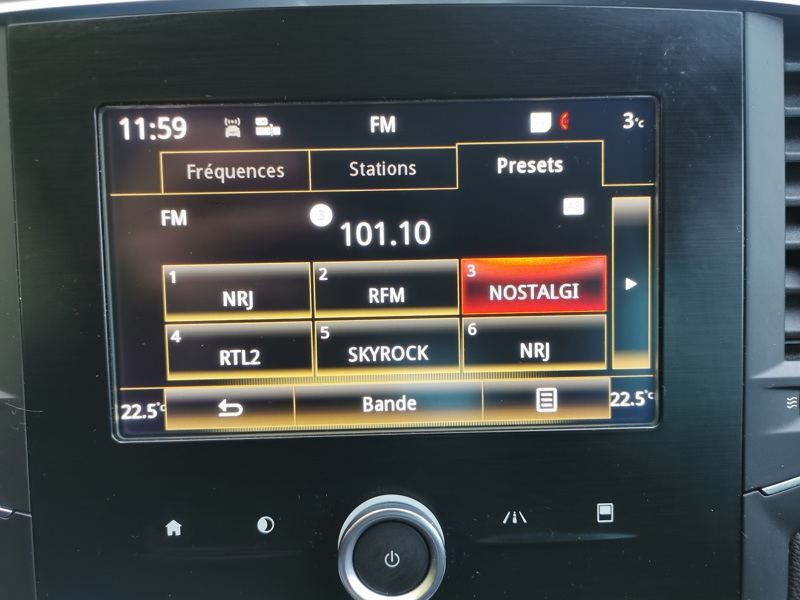 11:59 FM 3°c
Fréquences Stations Presets
FM 3 101.10
1 NRJ 2 RFM 3 NOSTALGI
4 RTL2 5 SKYROCK 6 NRJ
22.5°c Bande 22.5°c